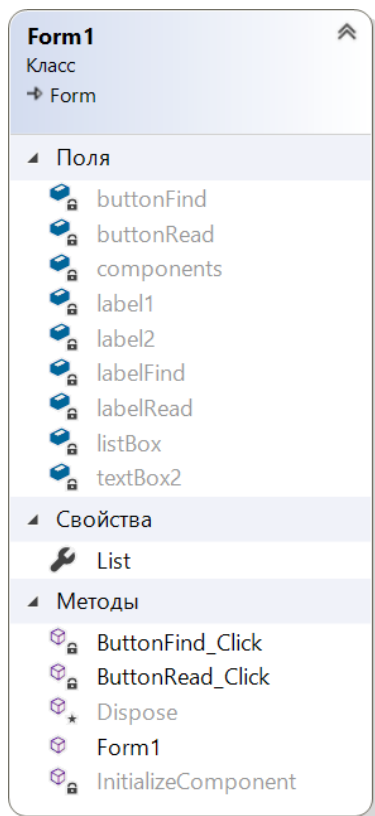 Form1
Класс
Form
Поля
buttonFind
buttonRead
components
label1
label2
labelFind
labelRead
listBox
textBox2
Свойства
List
Методы
ButtonFind_Click
ButtonRead_Click
Dispose
Form1
InitializeComponent